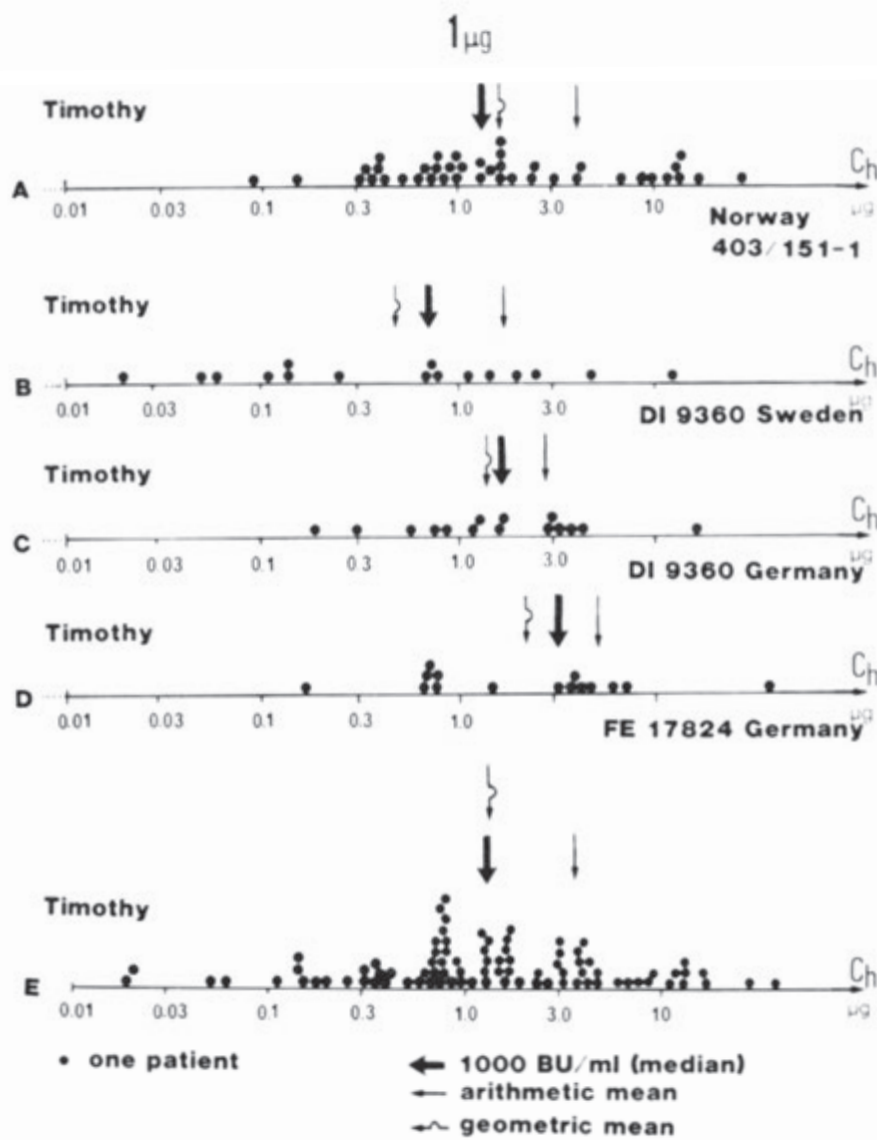 1 µg
Timothy
A
Ch
0.01 0.03 0.1 0.3 1.0 3.0 10 µg
Norway
403/151-1
Timothy
B
Ch
0.01 0.03 0.1 0.3 1.0 3.0 µg
DI 9360 Sweden
Timothy
C
Ch
0.01 0.03 0.1 0.3 1.0 3.0 µg
DI 9360 Germany
Timothy
D
Ch
0.01 0.03 0.1 0.3 1.0 µg
FE 17824 Germany
Timothy
E
Ch
0.01 0.03 0.1 0.3 1.0 3.0 10 µg
• one patient
1000 BU/ml (median)
arithmetic mean
geometric mean